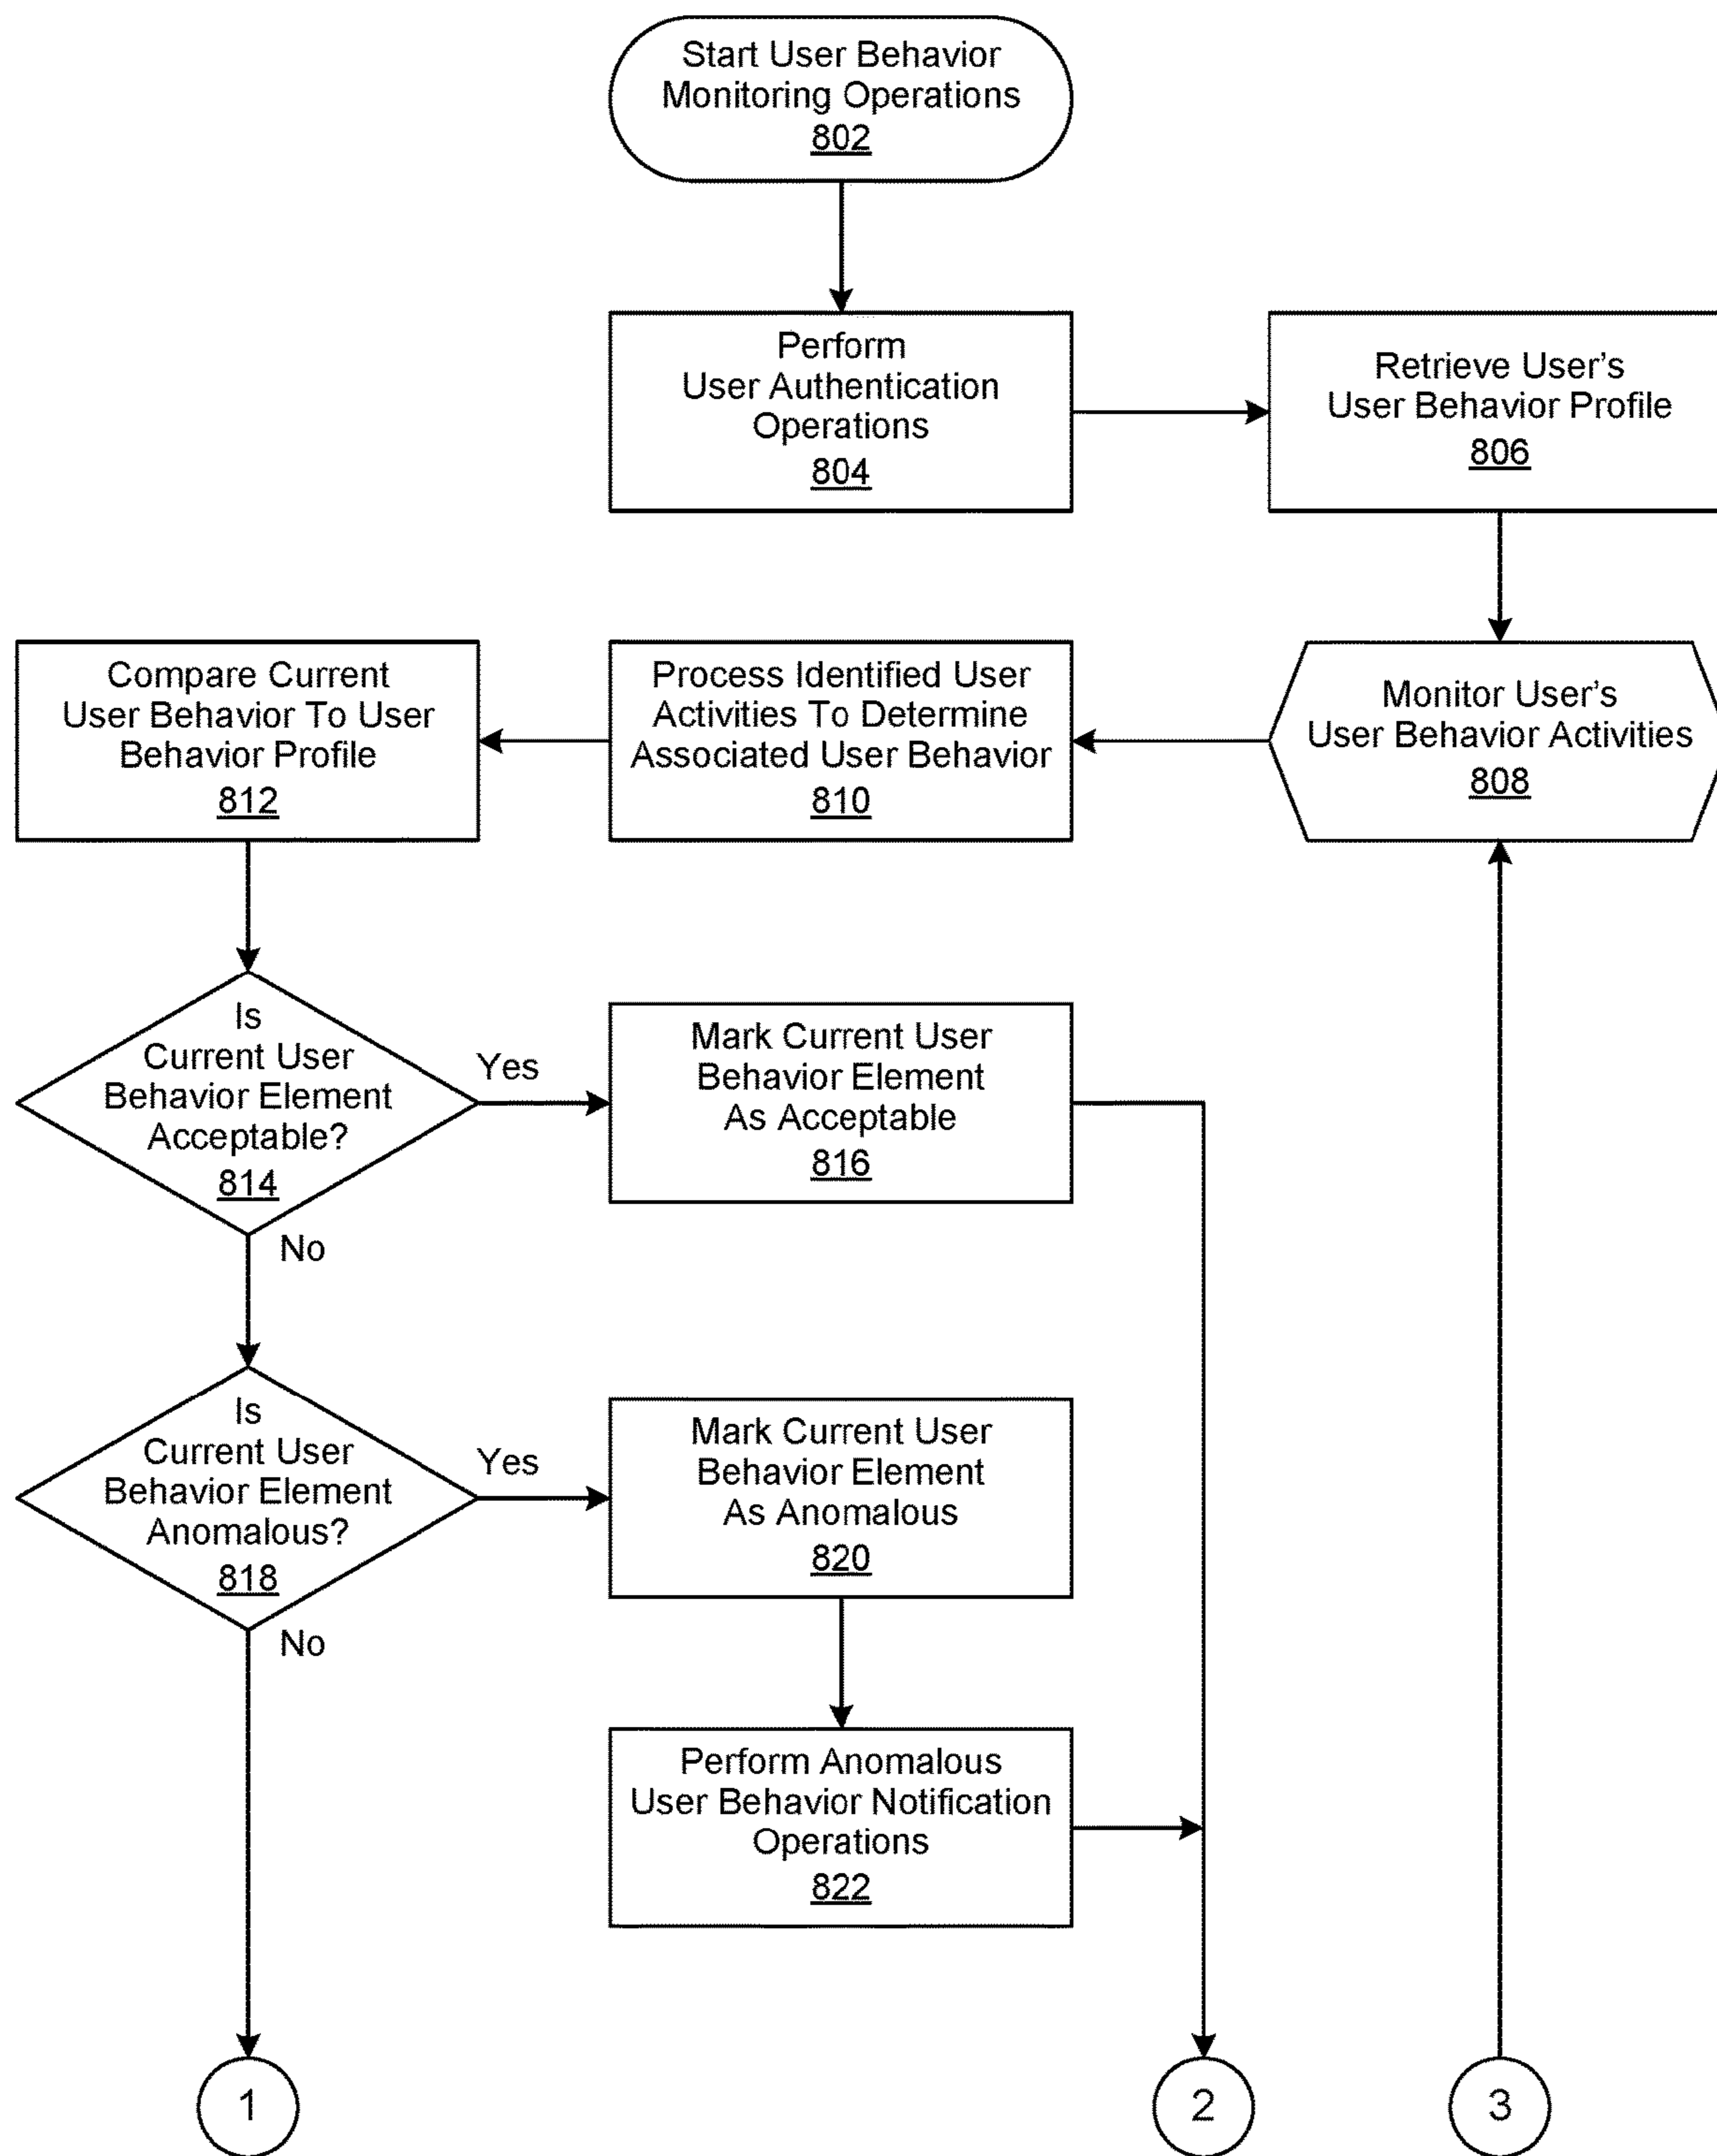 Start User Behavior
Monitoring Operations
802
Perform
User Authentication
Operations
804
Retrieve User's
User Behavior Profile
806
Compare Current
User Behavior To User
Behavior Profile
812
Process Identified User
Activities To Determine
Associated User Behavior
810
Monitor User's
User Behavior Activities
808
Is
Current User
Behavior Element
Acceptable?
814
Yes
No
Mark Current User
Behavior Element
As Acceptable
816
Is
Current User
Behavior Element
Anomalous?
818
Yes
No
Mark Current User
Behavior Element
As Anomalous
820
Perform Anomalous
User Behavior Notification
Operations
822
1
2
3